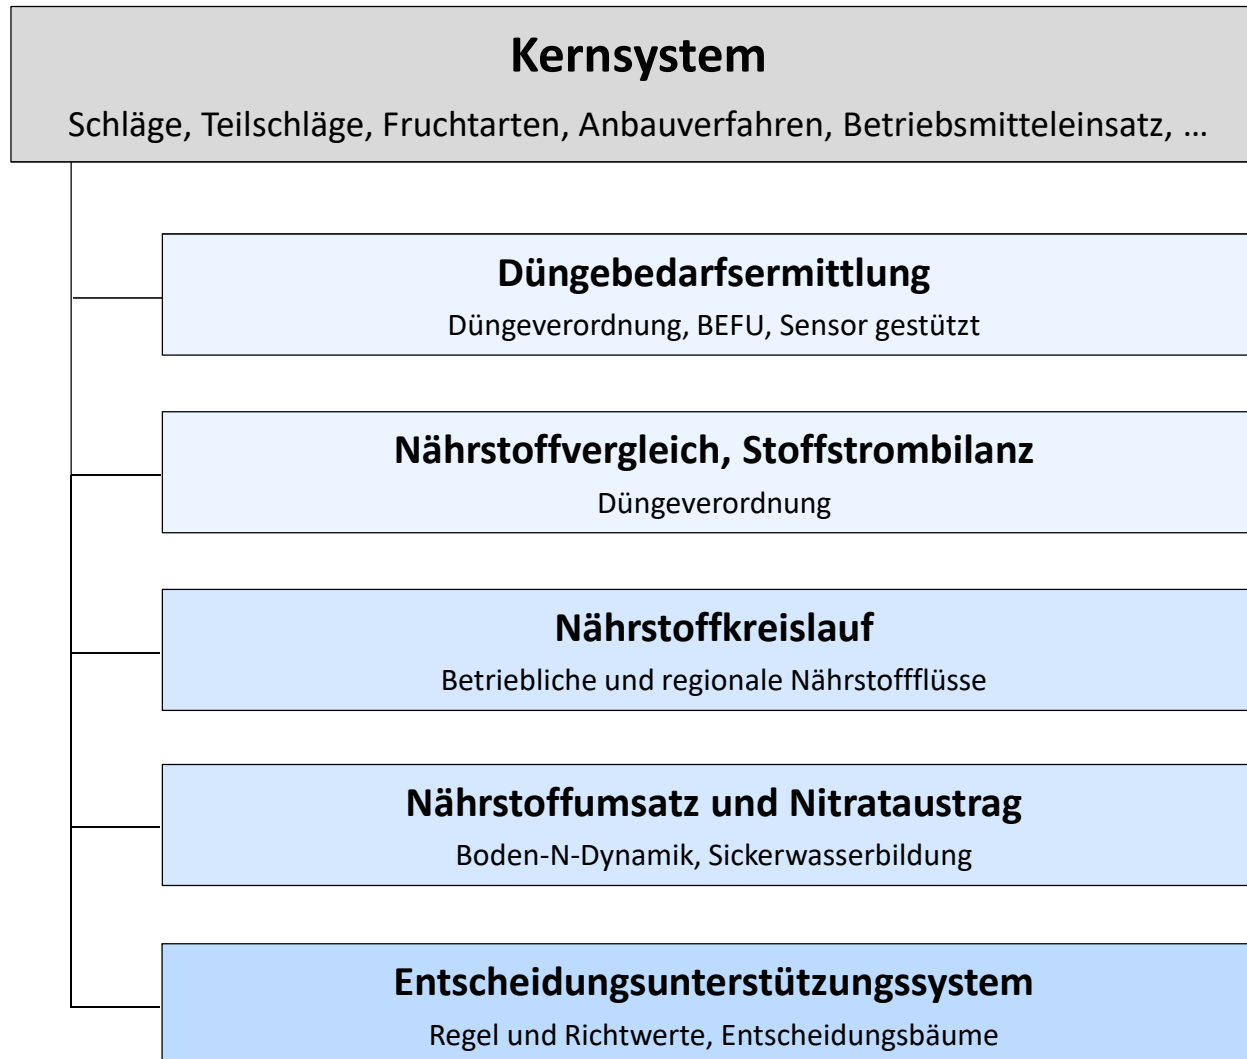 Kernsystem
Schläge, Teilschläge, Fruchtarten, Anbauverfahren, Betriebsmitteleinsatz, ...
Düngebedarfsermittlung
Düngeverordnung, BEFU, Sensor gestützt
Nährstoffvergleich, Stoffstrombilanz
Düngeverordnung
Nährstoffkreislauf
Betriebliche und regionale Nährstoffflüsse
Nährstoffumsatz und Nitrataustrag
Boden-N-Dynamik, Sickerwasserbildung
Entscheidungsunterstützungssystem
Regel und Richtwerte, Entscheidungsbäume